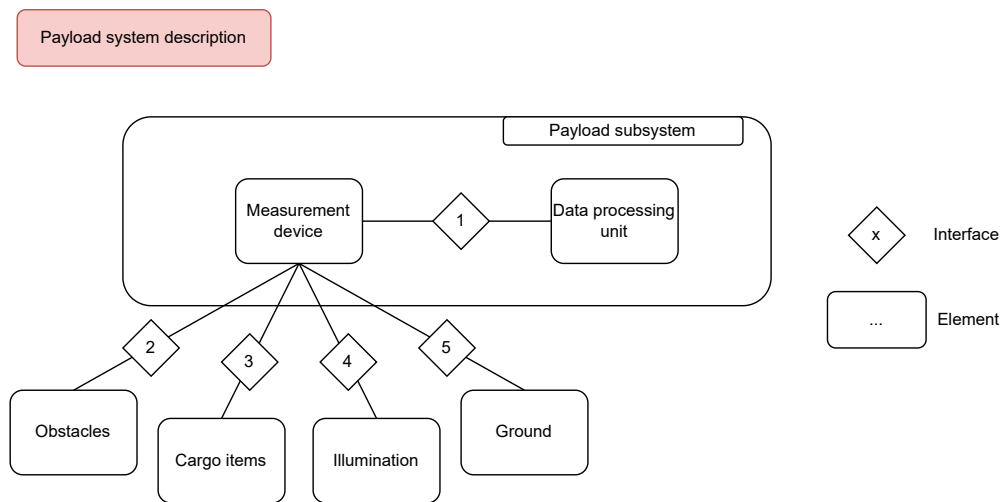 Payload system description
Payload subsystem
Measurement
device
1
Data processing
unit
x
Interface
...
Element
2
3
4
5
Obstacles
Cargo items
Illumination
Ground